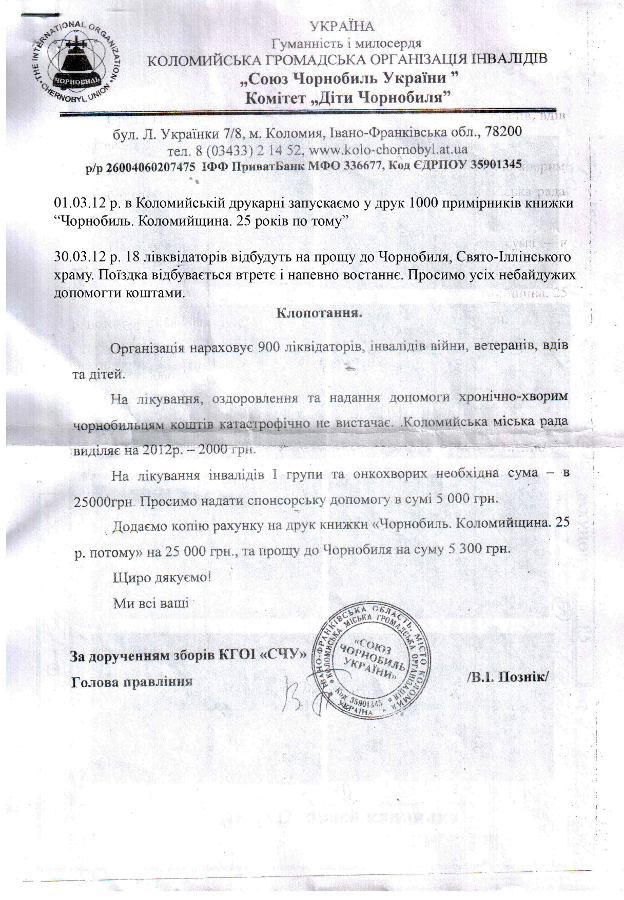 THE INTERNATIONAL ORGANIZATION
CHERNOBYL UNION
ЧОРНОБИЛЬ
УКРАЇНА
Гуманність і милосердя
КОЛОМИЙСЬКА ГРОМАДСЬКА ОРГАНІЗАЦІЯ ІНВАЛІДІВ
„Союз Чорнобиль України ”
Комітет „Діти Чорнобиля”
бул. Л. Українки 7/8, м. Коломия, Івано-Франківська обл., 78200
тел. 8 (03433) 2 14 52, www.kolo-chornobyl.at.ua
р/р 26004060207475 ІФФ ПриватБанк МФО 336677, Код ЄДРПОУ 35901345
01.03.12 р. в Коломийській друкарні запускаємо у друк 1000 примірників книжки
“Чорнобиль. Коломийщина. 25 років по тому”
30.03.12 р. 18 лівквідаторів відбудуть на прощу до Чорнобиля, Свято-Іллінського
храму. Поїздка відбувається втретє і напевно востаннє. Просимо усіх небайдужих
допомогти коштами.
Клопотання.
Організація нараховує 900 ліквідаторів, інвалідів війни, ветеранів, вдів
та дітей.
На лікування, оздоровлення та надання допомоги хронічно-хворим
чорнобильцям коштів катастрофічно не вистачає. .Коломийська міська рада
виділяє на 2012р. – 2000 грн.
На лікування інвалідів І групи та онкохворих необхідна сума – в
25000грн. Просимо надати спонсорську допомогу в сумі 5 000 грн.
Додаємо копію рахунку на друк книжки «Чорнобиль. Коломийщина. 25
р. потому» на 25 000 грн., та прощу до Чорнобиля на суму 5 300 грн.
Щиро дякуємо!
Ми всі ваші
За дорученням зборів КГОІ «СЧУ»
Голова правління
/В.І. Познік/
ІВАНО-ФРАНКІВСЬКА ОБЛАСТЬ, МІСТО КОЛОМИЯ
КОЛОМИЙСЬКА МІСЬКА ГРОМАДСЬКА ОРГАНІЗАЦІЯ
«СОЮЗ
ЧОРНОБИЛЬ
УКРАЇНИ»
Код 35901345
УКРАЇНА